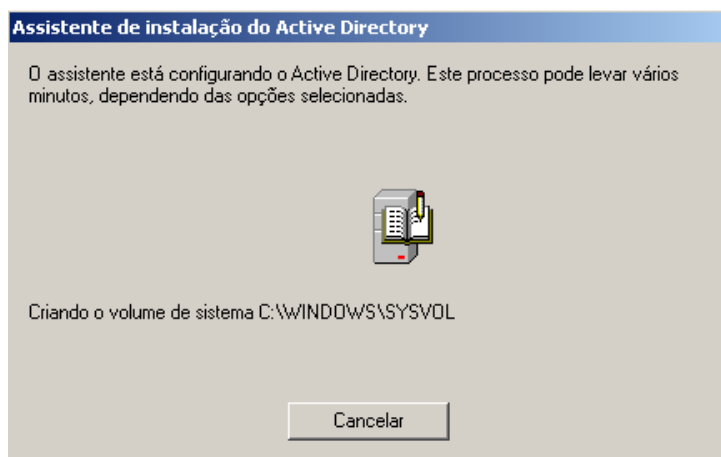 Assistente de instalação do Active Directory
O assistente está configurando o Active Directory. Este processo pode levar vários
minutos, dependendo das opções selecionadas.
Criando o volume de sistema C:\WINDOWS\SYSVOL
Cancelar